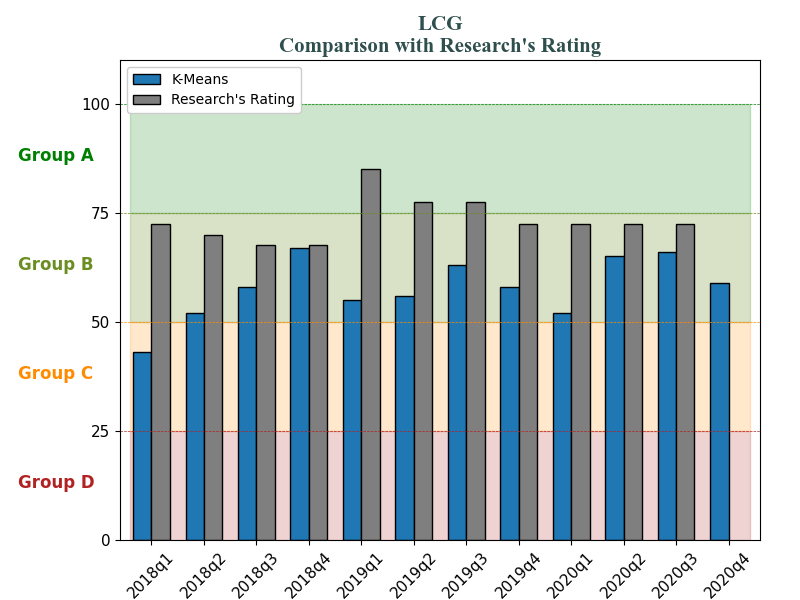 LCG
Comparison with Research's Rating
K-Means
Research's Rating
100
Group A
75
Group B
50
Group C
25
Group D
0
2018q1 2018q2 2018q3 2018q4 2019q1 2019q2 2019q3 2019q4 2020q1 2020q2 2020q3 2020q4